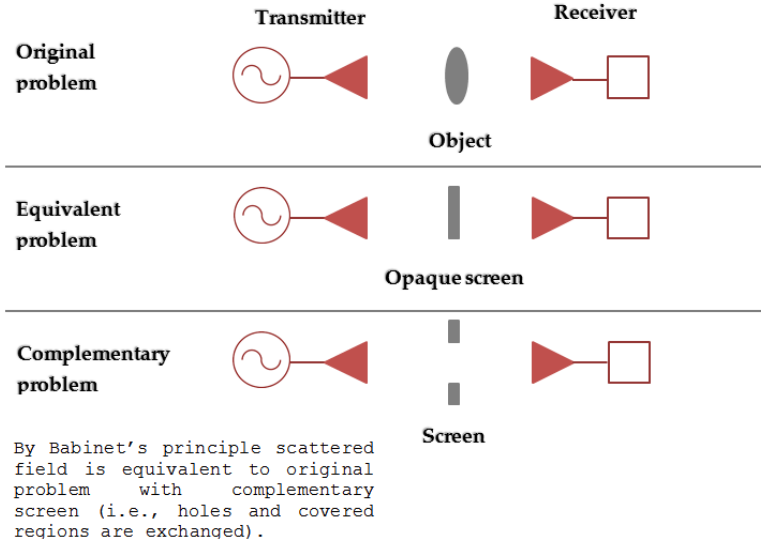 Transmitter
Receiver
Original
problem
Object
Equivalent
problem
Opaque screen
Complementary
problem
Screen
By Babinet's principle scattered
field is equivalent to original
problem with complementary
screen (i.e., holes and covered
regions are exchanged).